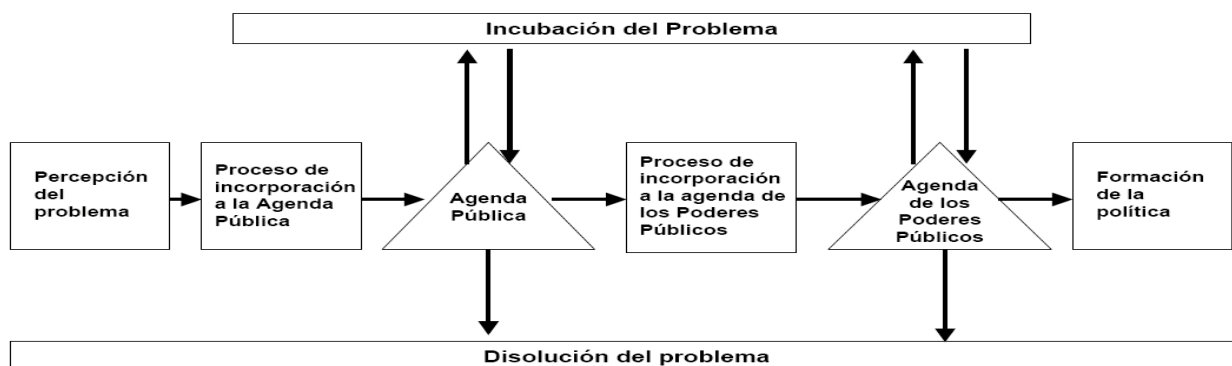 Incubación del Problema
Percepción
del
problema
Proceso de
incorporación
a la Agenda
Pública
Agenda
Pública
Proceso de
incorporación
a la agenda de
los Poderes
Públicos
Agenda
de los
Poderes
Públicos
Formación
de la
política
Disolución del problema